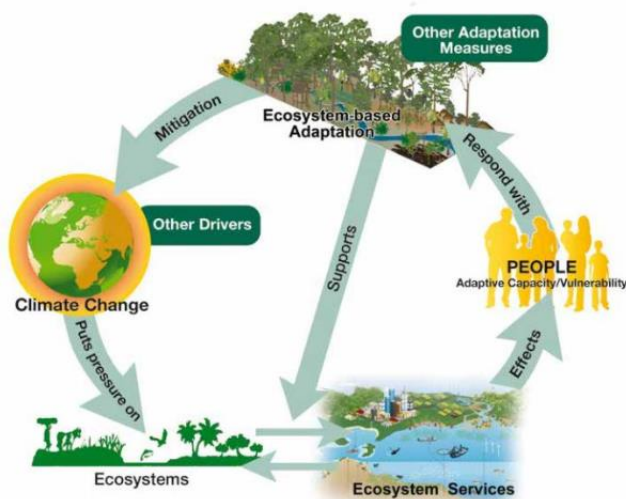 Other Adaptation
Measures
Ecosystem-based
Adaptation
Mitigation
Respond with
Other Drivers
Supports
PEOPLE
Adaptive Capacity/Vulnerability
Climate Change
Puts pressure on
Effects
Ecosystems
Ecosystem Services